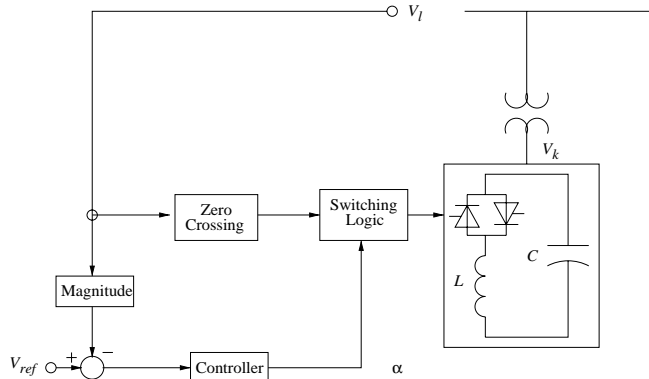 V_l
V_k
Zero
Crossing
Switching
Logic
C
L
Magnitude
V_ref
+
−
Controller
α